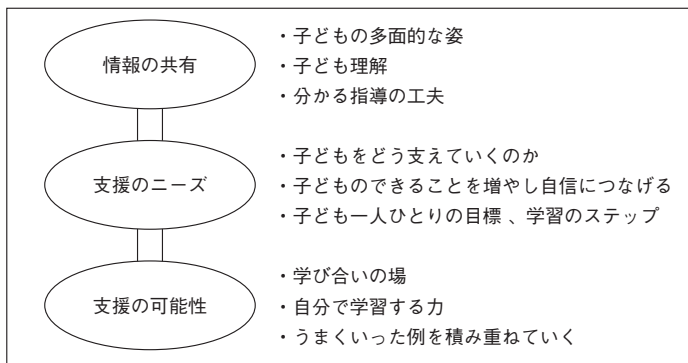 情報の共有
・子どもの多面的な姿
・子ども理解
・分かる指導の工夫
支援のニーズ
・子どもをどう支えていくのか
・子どものできることを増やし自信につなげる
・子ども一人ひとりの目標、学習のステップ
支援の可能性
・学び合いの場
・自分で学習する力
・うまくいった例を積み重ねていく